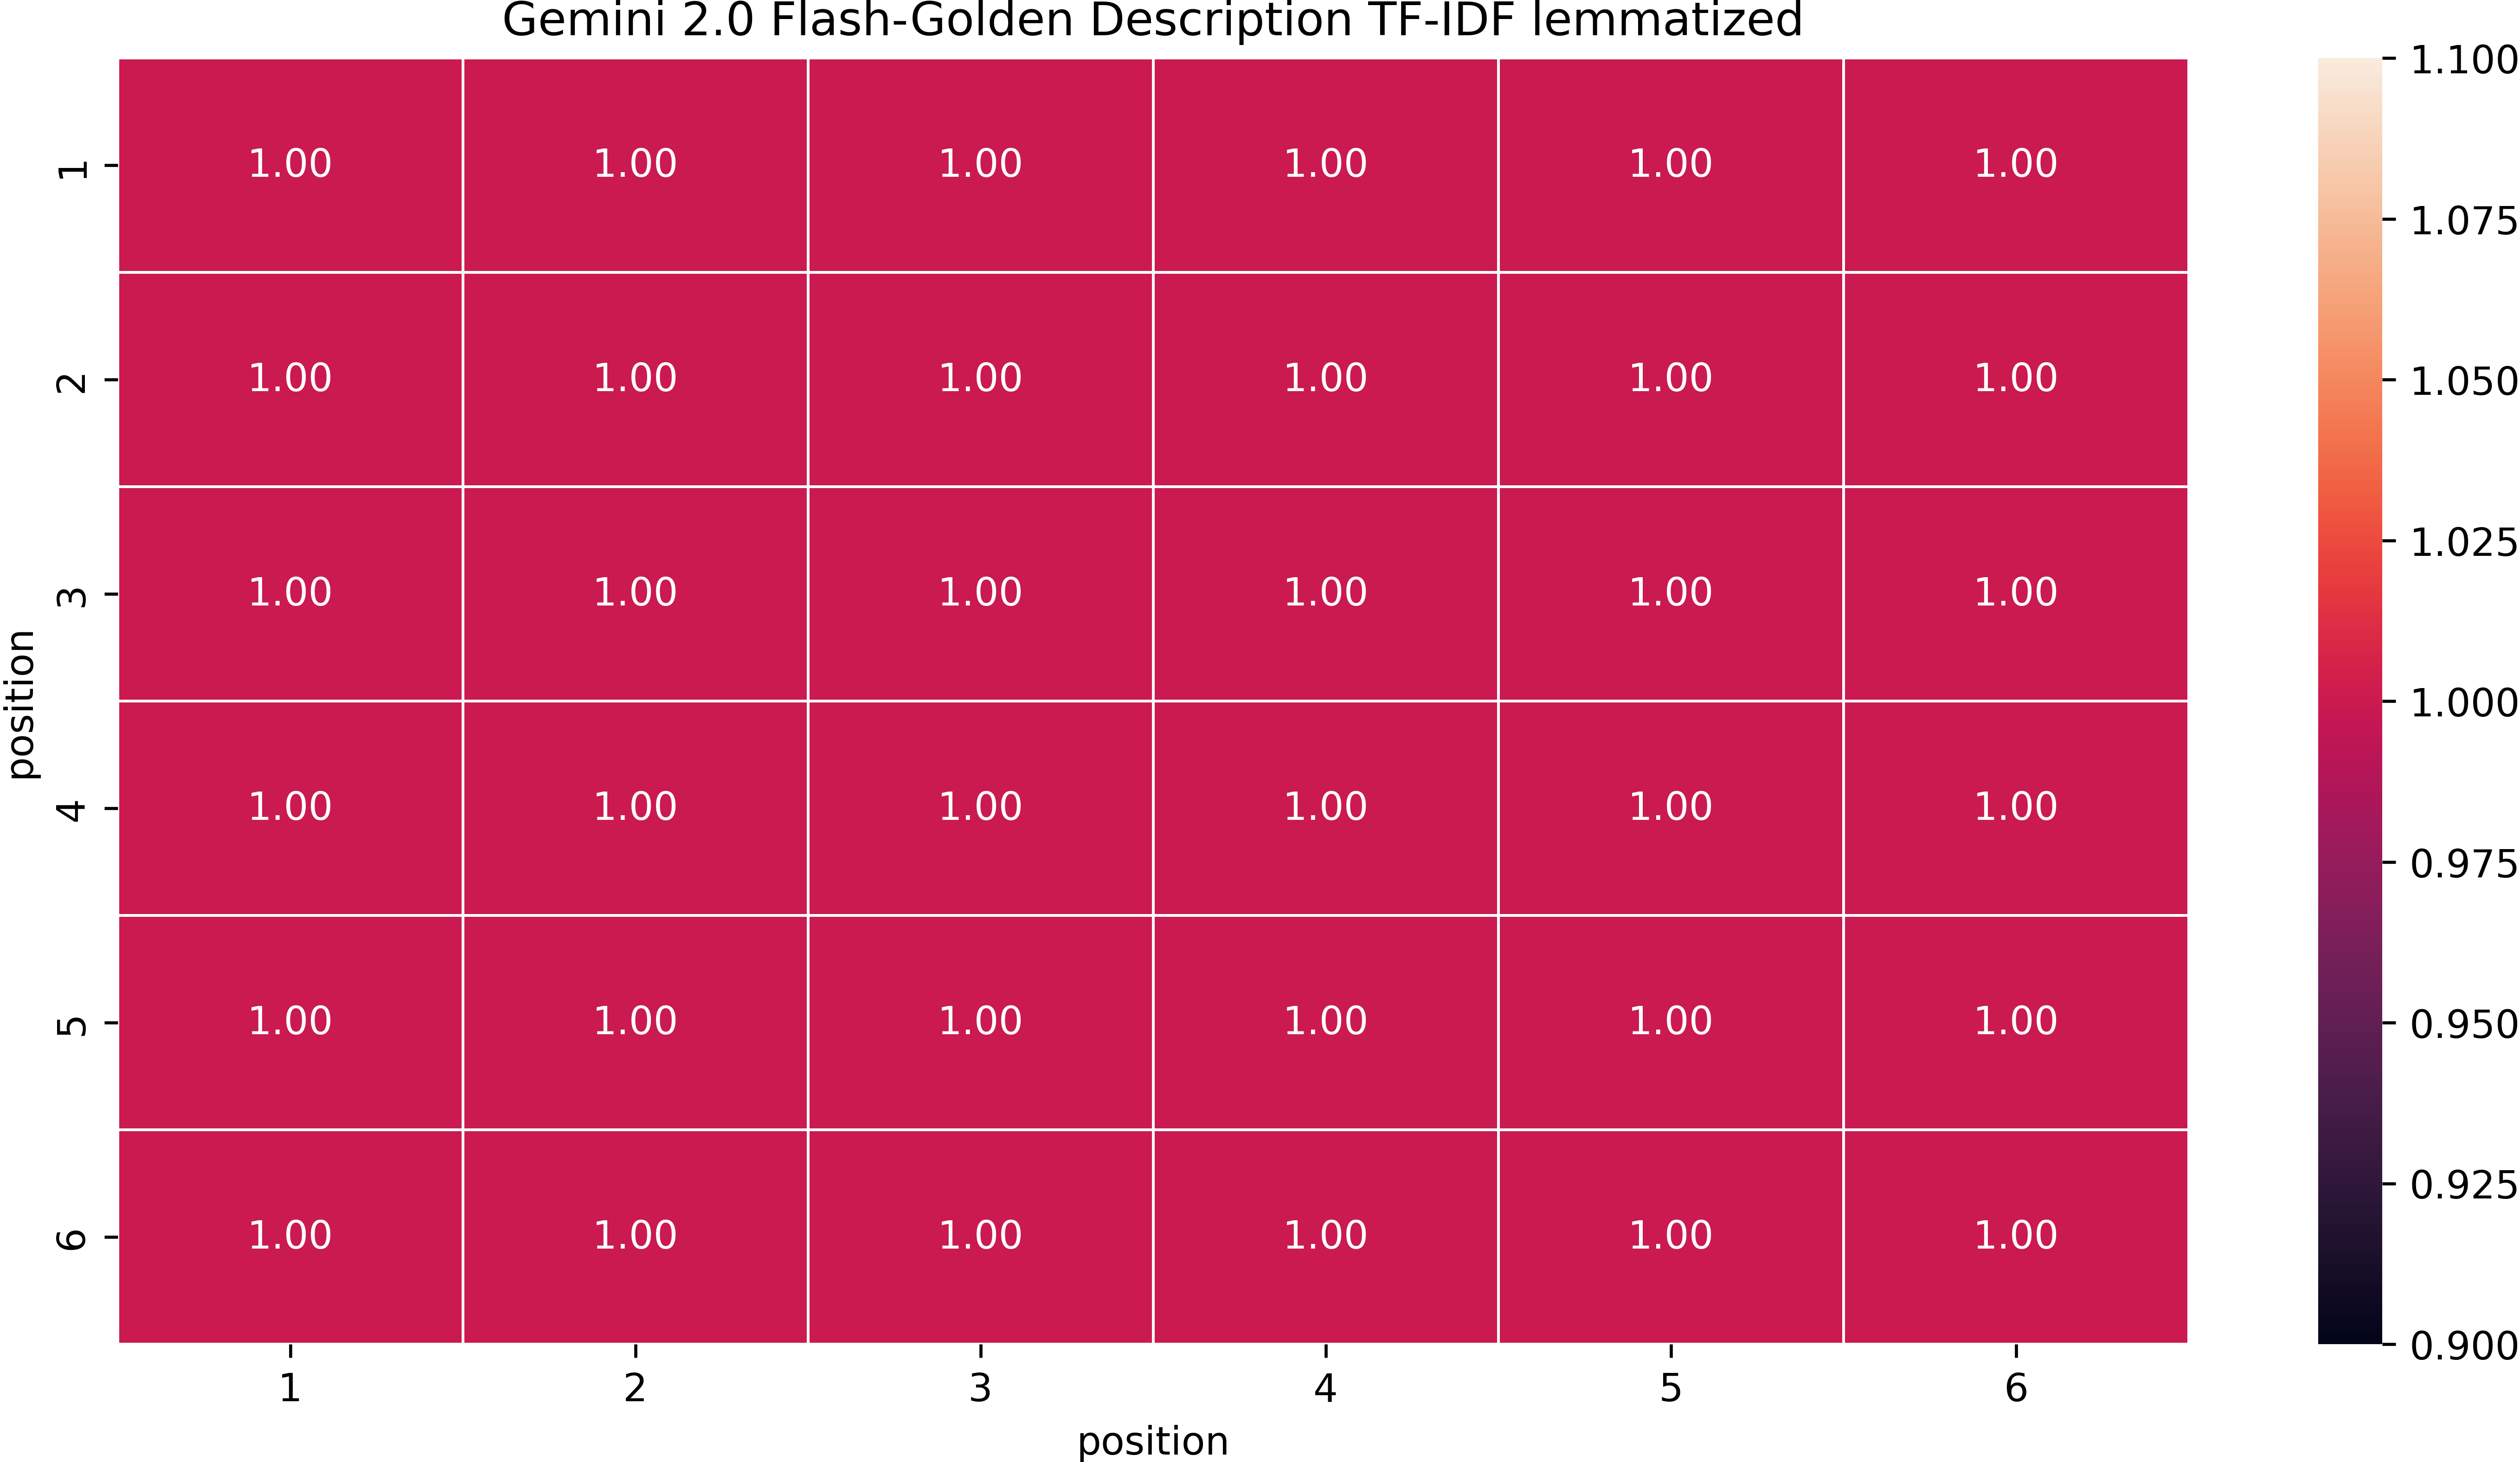 Gemini 2.0 Flash-Golden Description TF-IDF lemmatized
1 1.00 1.00 1.00 1.00 1.00 1.00
2 1.00 1.00 1.00 1.00 1.00 1.00
3 1.00 1.00 1.00 1.00 1.00 1.00
4 1.00 1.00 1.00 1.00 1.00 1.00
5 1.00 1.00 1.00 1.00 1.00 1.00
6 1.00 1.00 1.00 1.00 1.00 1.00
position
1 2 3 4 5 6
position
1.100
1.075
1.050
1.025
1.000
0.975
0.950
0.925
0.900